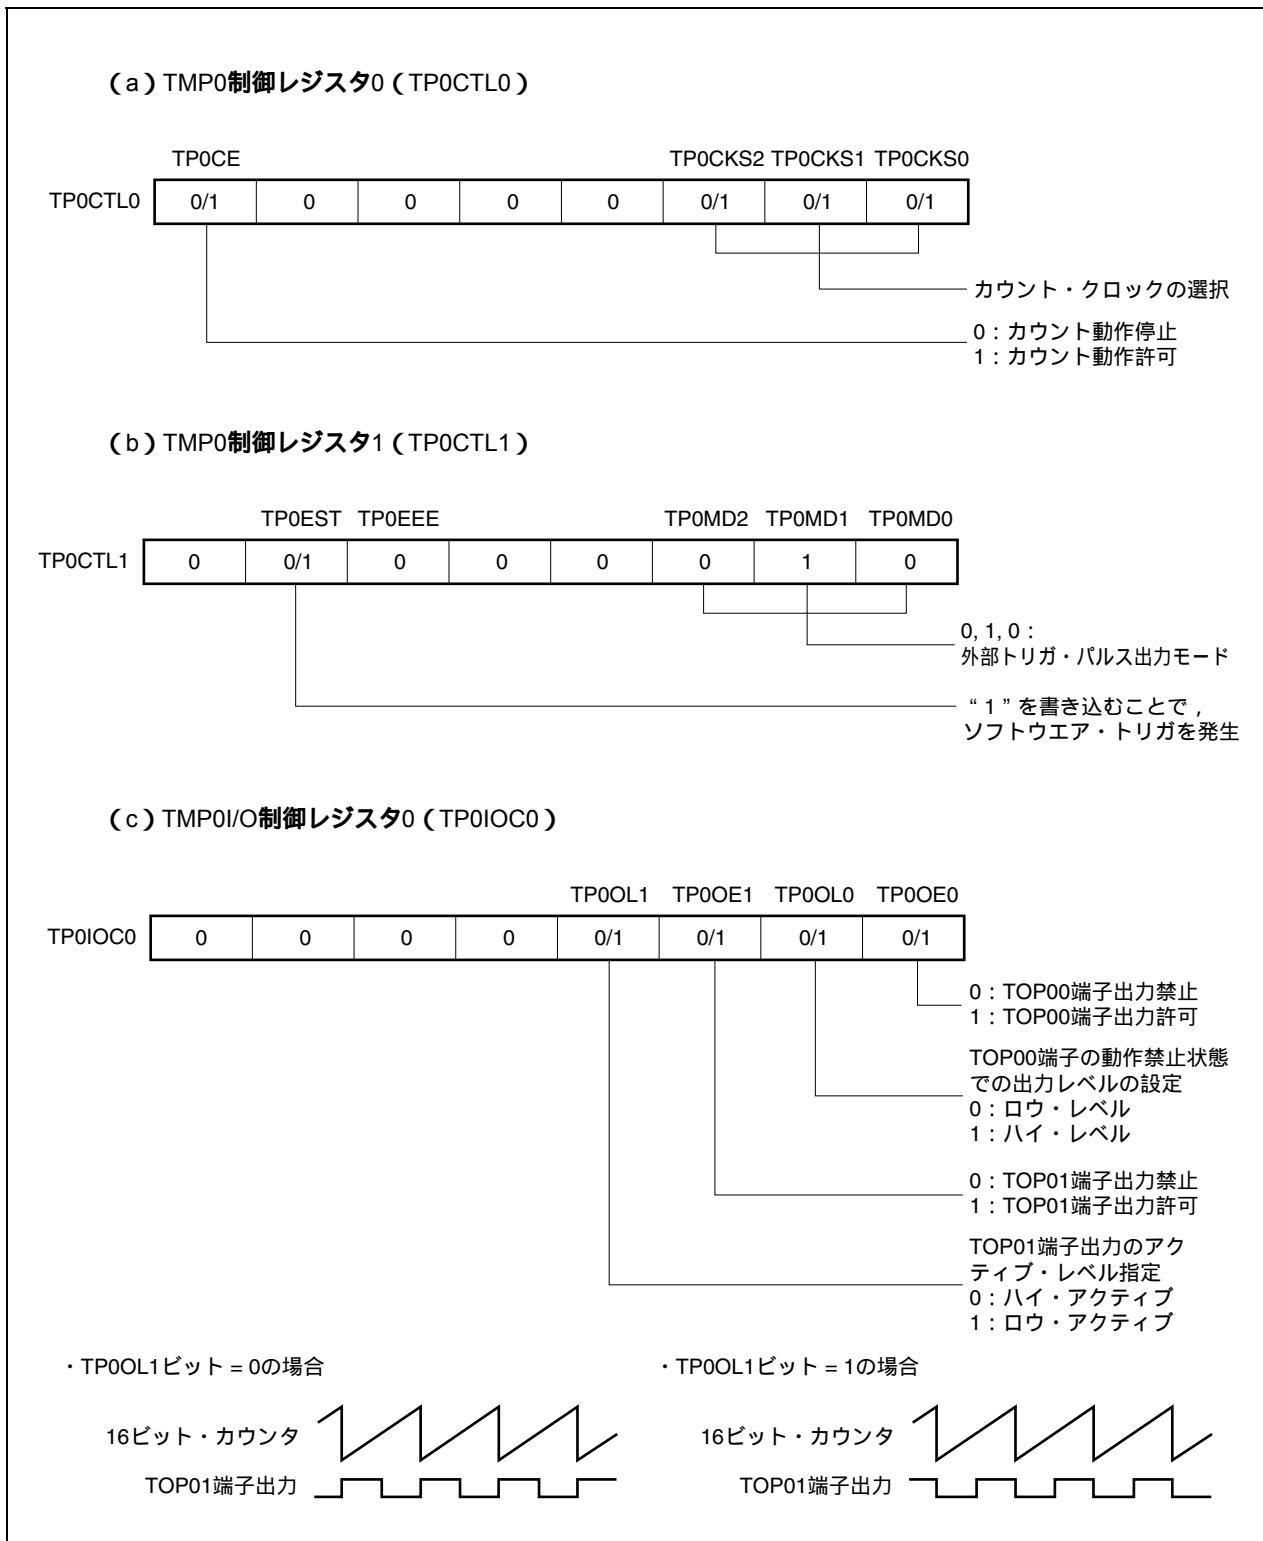 （a）TMP0制御レジスタ0（TP0CTL0）
TP0CE TP0CKS2 TP0CKS1 TP0CKS0
TP0CTL0 0/1 0 0 0 0 0/1 0/1 0/1
カウント・クロックの選択
0：カウント動作停止
1：カウント動作許可
（b）TMP0制御レジスタ1（TP0CTL1）
TP0EST TP0EEE TP0MD2 TP0MD1 TP0MD0
TP0CTL1 0 0/1 0 0 0 0 1 0
0, 1, 0：
外部トリガ・パルス出力モード
“1”を書き込むことで，
ソフトウエア・トリガを発生
（c）TMP0I/O制御レジスタ0（TP0IOC0）
TP0OL1 TP0OE1 TP0OL0 TP0OE0
TP0IOC0 0 0 0 0 0/1 0/1 0/1 0/1
0：TOP00端子出力禁止
1：TOP00端子出力許可
TOP00端子の動作禁止状態
での出力レベルの設定
0：ロウ・レベル
1：ハイ・レベル
0：TOP01端子出力禁止
1：TOP01端子出力許可
TOP01端子出力のアク
ティブ・レベル指定
0：ハイ・アクティブ
1：ロウ・アクティブ
・TP0OL1ビット = 0の場合
16ビット・カウンタ
TOP01端子出力
・TP0OL1ビット = 1の場合
16ビット・カウンタ
TOP01端子出力